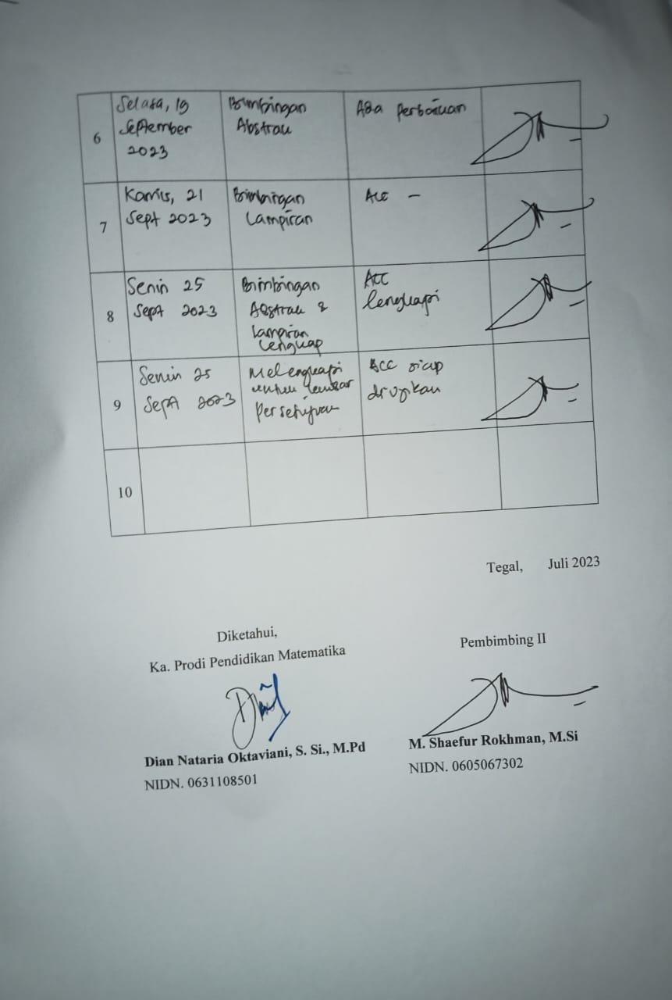 6
Selasa, 19
September
2023
Bimbingan
Abstrak
Ada perbaikan
7
Kamis, 21
Sept 2023
Bimbingan
Lampiran
Acc -
8
Senin 25
Sept 2023
Bimbingan
Abstrak &
Lampiran
Lengkap
ACC
lengkapi
9
Senin 25
Sept 2023
Melengkapi
untuk lembar
Persetujuan
ACC siap
diujikan
10
Tegal, Juli 2023
Diketahui,
Ka. Prodi Pendidikan Matematika
Dian Nataria Oktaviani, S. Si., M.Pd
NIDN. 0631108501
Pembimbing II
M. Shaefur Rokhman, M.Si
NIDN. 0605067302